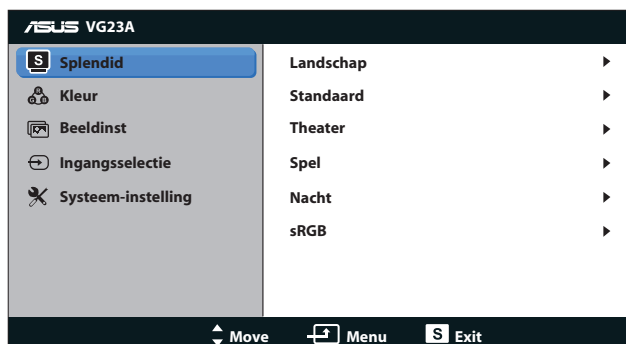 ASUS VG23A
S Splendid
Kleur
Beeldinst
Ingangsselectie
Systeem-instelling
Landschap
Standaard
Theater
Spel
Nacht
sRGB
Move Menu S Exit